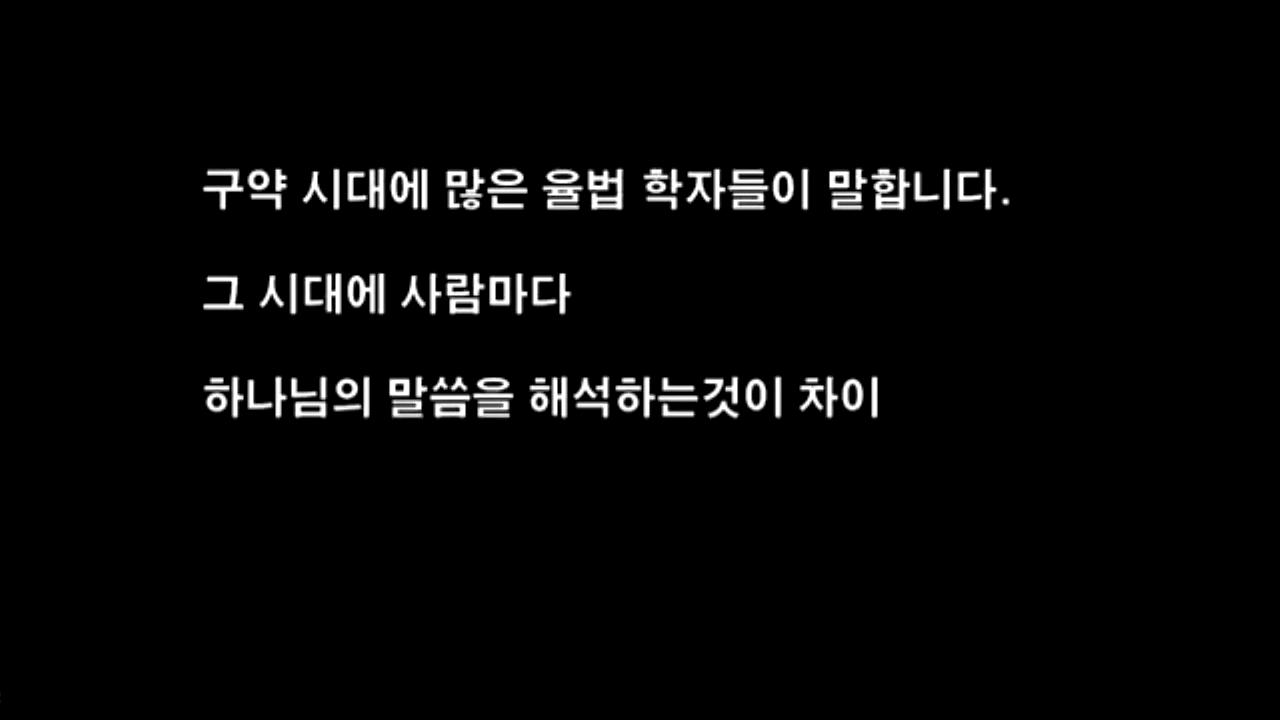 구약 시대에 많은 율법 학자들이 말합니다.
그 시대에 사람마다
하나님의 말씀을 해석하는것이 차이